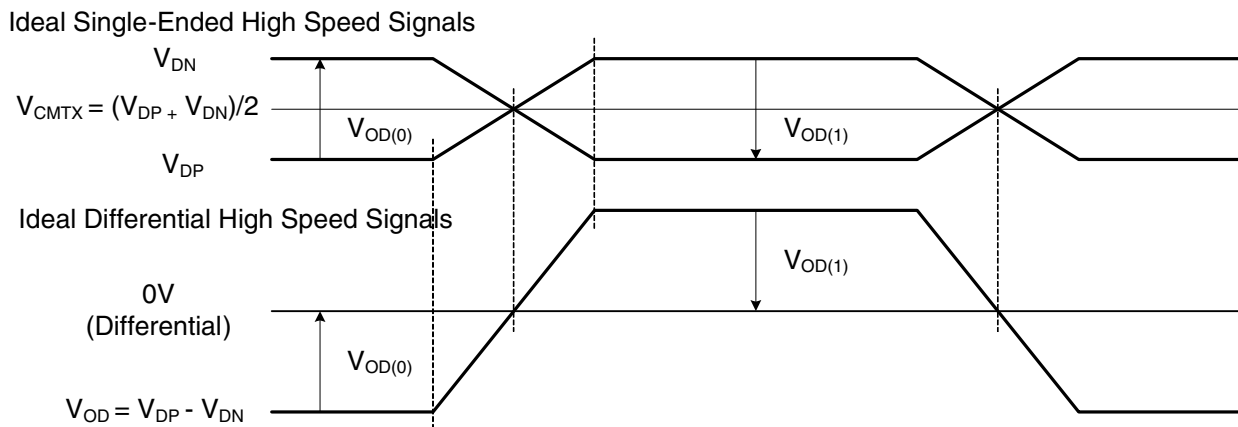 Ideal Single-Ended High Speed Signals
V_DN
V_CMTX = (V_DP + V_DN)/2
V_OD(0)
V_OD(1)
V_DP
Ideal Differential High Speed Signals
V_OD(1)
0V
(Differential)
V_OD(0)
V_OD = V_DP - V_DN